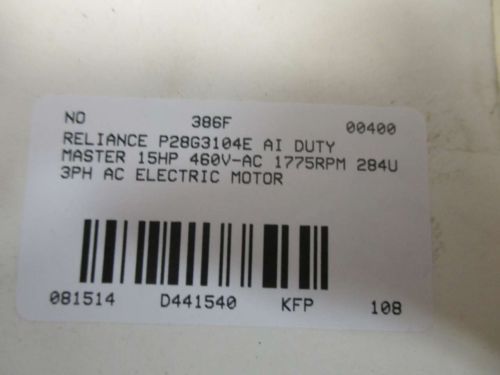 NO 386F 00400
RELIANCE P28G3104E AI DUTY
MASTER 15HP 460V-AC 1775RPM 284U
3PH AC ELECTRIC MOTOR
081514 D441540 KFP 108